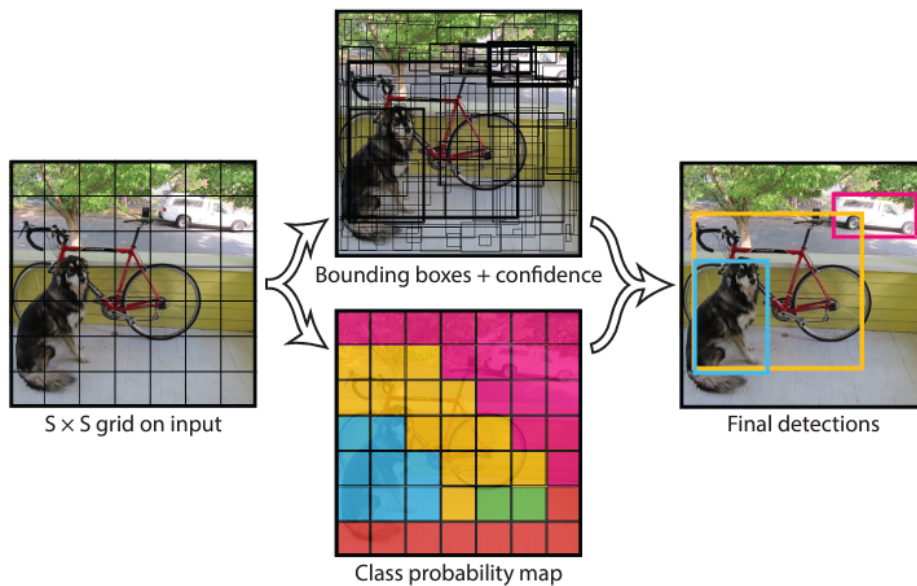 Bounding boxes + confidence
S × S grid on input
Final detections
Class probability map